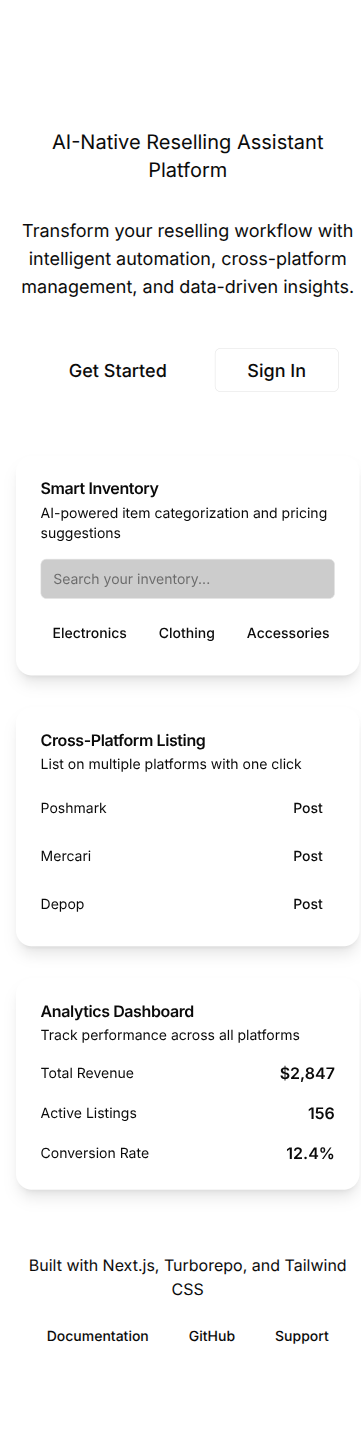 AI-Native Reselling Assistant
Platform
Transform your reselling workflow with
intelligent automation, cross-platform
management, and data-driven insights.
Get Started
Sign In
Smart Inventory
AI-powered item categorization and pricing
suggestions
Search your inventory...
Electronics
Clothing
Accessories
Cross-Platform Listing
List on multiple platforms with one click
Poshmark
Post
Mercari
Post
Depop
Post
Analytics Dashboard
Track performance across all platforms
Total Revenue
$2,847
Active Listings
156
Conversion Rate
12.4%
Built with Next.js, Turborepo, and Tailwind
CSS
Documentation
GitHub
Support